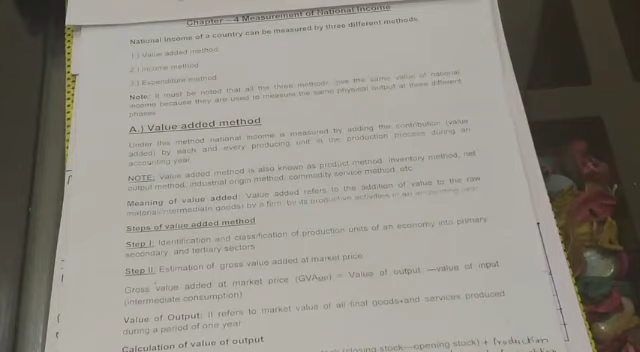 Chapter—4 Measurement of National Income
National Income of a country can be measured by three different methods.
1.) Value added method
2.) Income method
3.) Expenditure method
Note: It must be noted that all the three methods give the same value of national
income because they are used to measure the same physical output at three different
phases
A.) Value added method
Under this method national income is measured by adding the contribution (value
added) by each and every producing unit in the production process during an
accounting year
NOTE: Value added method is also known as product method, inventory method, net
output method, industrial origin method, commodity service method, etc
Meaning of value added: Value added refers to the addition of value to the raw
material(intermediate goods) by a firm, by its productive activities in an accounting year
Steps of value added method
Step I: Identification and classification of production units of an economy into primary,
secondary, and tertiary sectors
Step II: Estimation of gross value added at market price
Gross value added at market price (GVAMP) = Value of output —value of input
(intermediate consumption)
Value of Output: It refers to market value of all final goods and services produced
during a period of one year
Calculation of value of output
(closing stock—opening stock) + Production